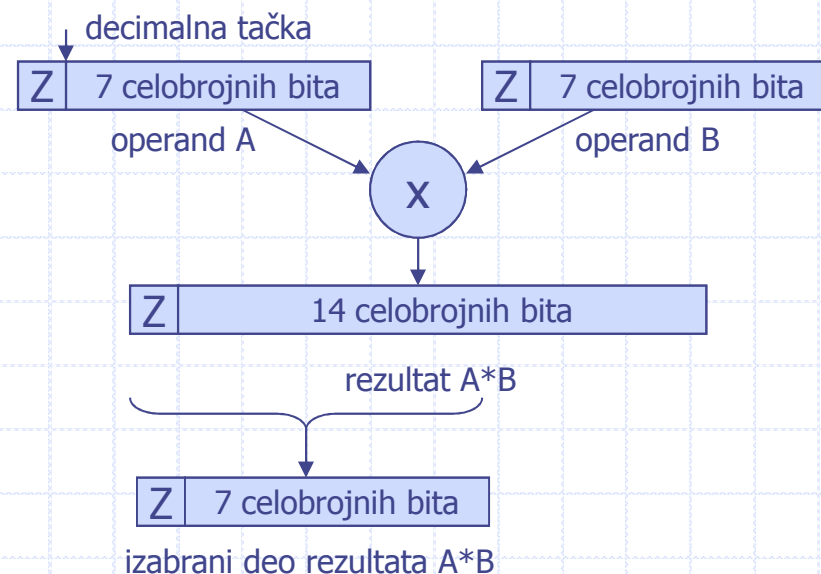 decimalna tačka
Z 7 celobrojnih bita
Z 7 celobrojnih bita
operand A
operand B
x
Z 14 celobrojnih bita
rezultat A*B
Z 7 celobrojnih bita
izabrani deo rezultata A*B